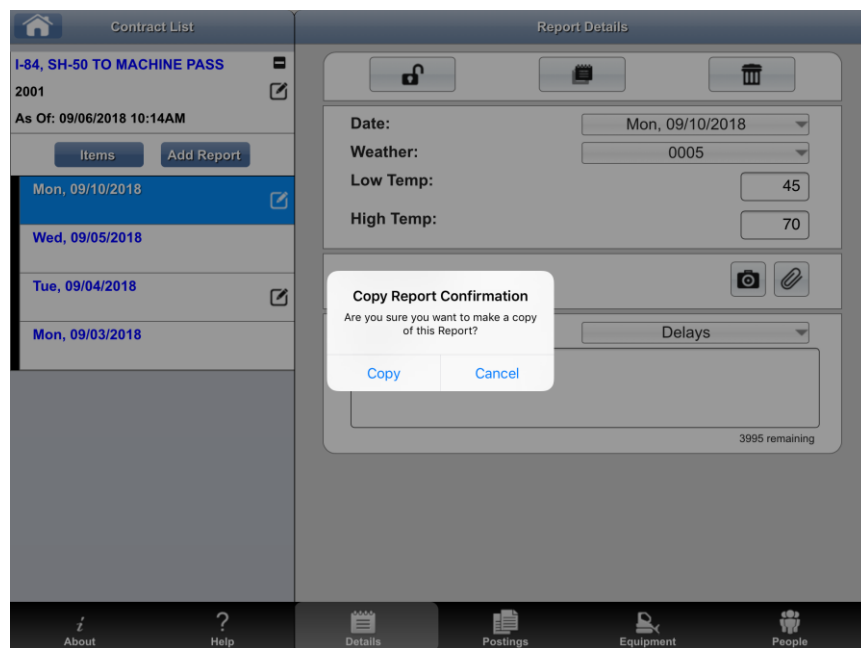 Contract List
Report Details
I-84, SH-50 TO MACHINE PASS
2001
As Of: 09/06/2018 10:14AM
Items
Add Report
Mon, 09/10/2018
Wed, 09/05/2018
Tue, 09/04/2018
Mon, 09/03/2018
Date:
Mon, 09/10/2018
Weather:
0005
Low Temp:
45
High Temp:
70
Copy Report Confirmation
Are you sure you want to make a copy
of this Report?
Copy
Cancel
Delays
3995 remaining
About
Help
Details
Postings
Equipment
People